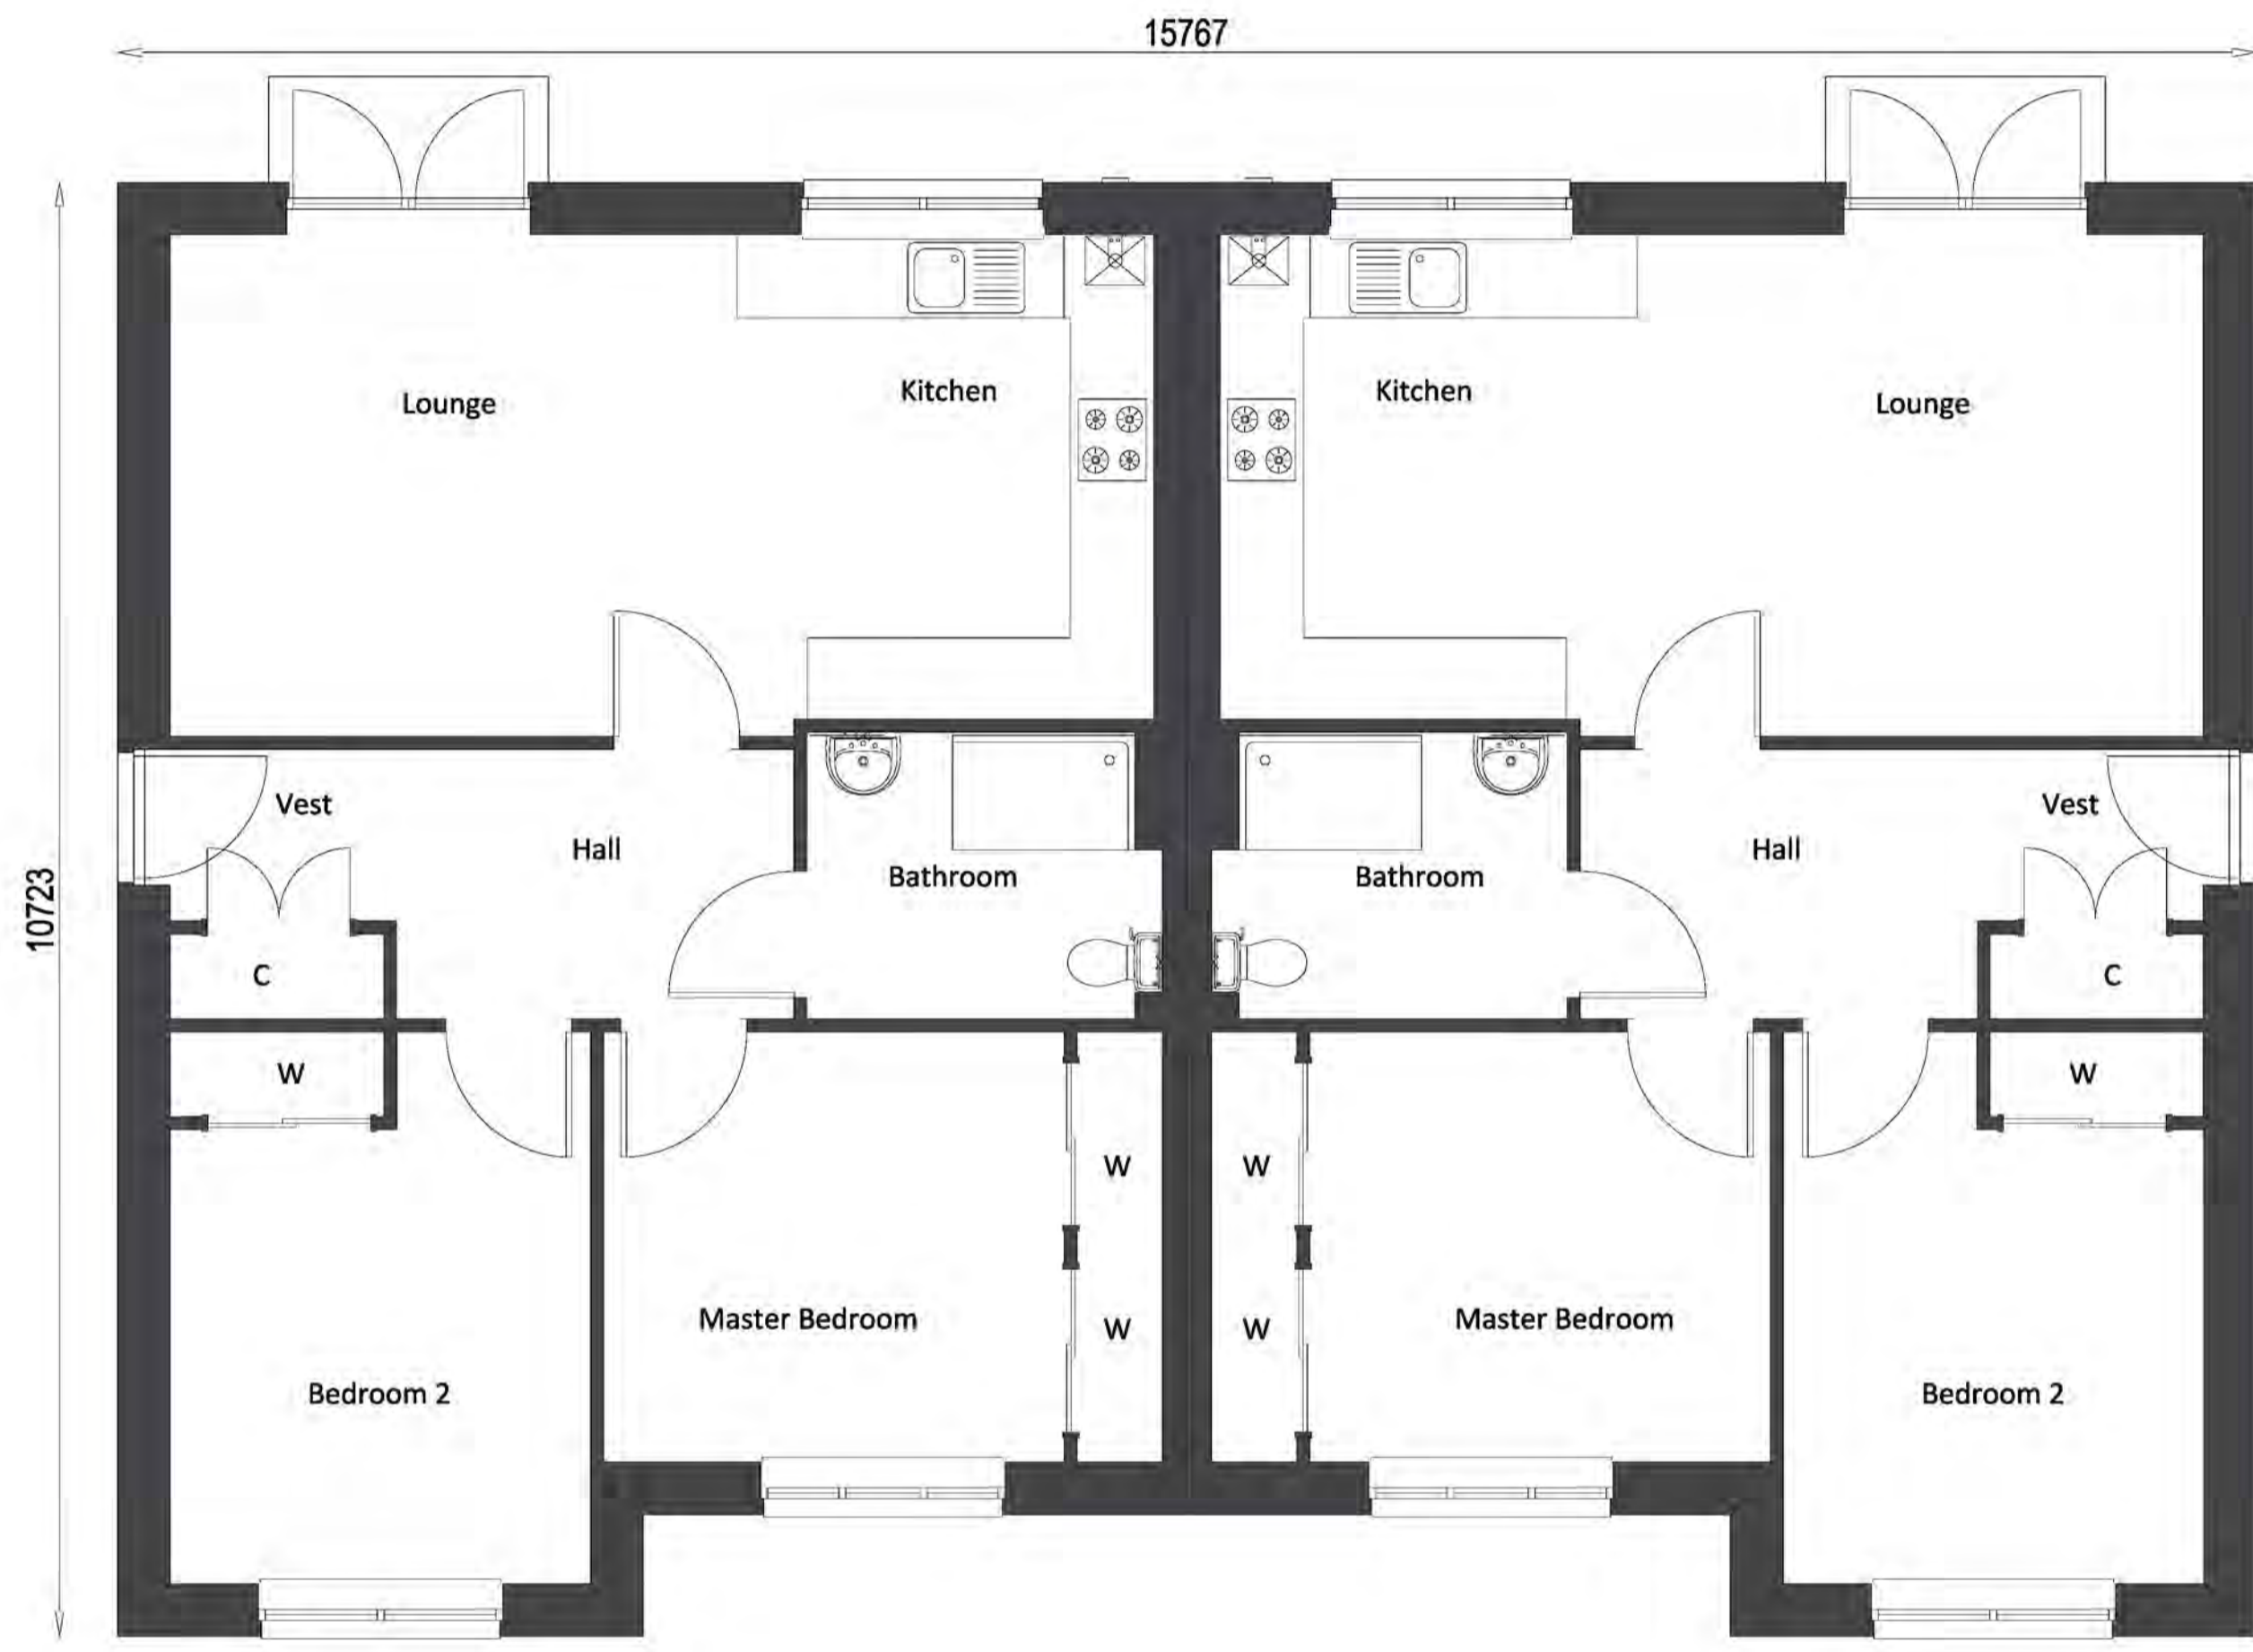 15767
Lounge
Kitchen
Kitchen
Lounge
Vest
Hall
Bathroom
Bathroom
Hall
Vest
10723
C
C
W
W
W
W
Master Bedroom
W
W
Master Bedroom
Bedroom 2
Bedroom 2